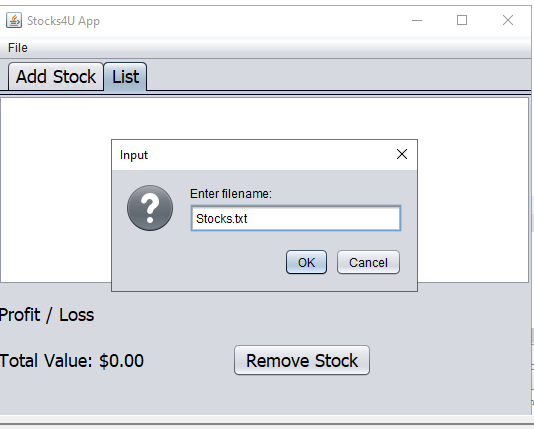 Stocks4U App
File
Add Stock List
Input
Enter filename:
?
Stocks.txt
OK Cancel
Profit / Loss
Total Value: $0.00 Remove Stock